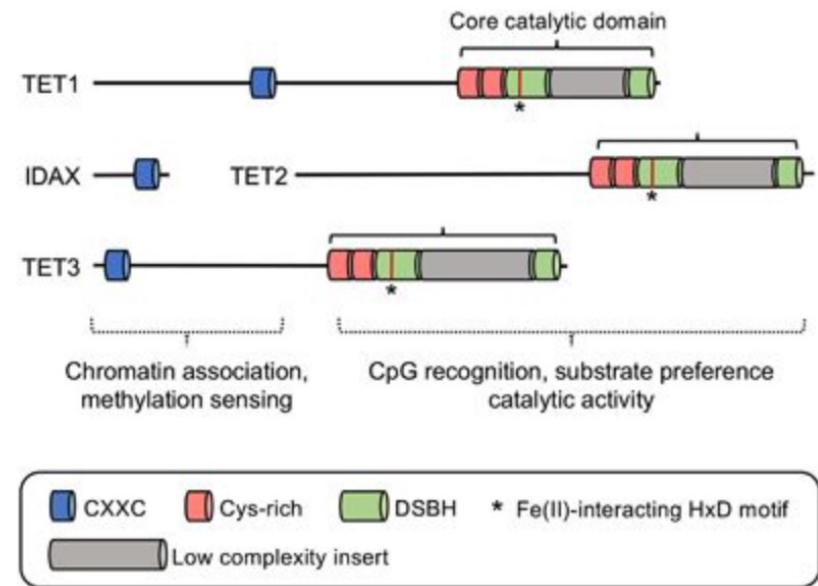 Core catalytic domain
TET1
*
IDAX
TET2
*
TET3
*
Chromatin association,
methylation sensing
CpG recognition, substrate preference
catalytic activity
CXXC
Cys-rich
DSBH
* Fe(II)-interacting HxD motif
Low complexity insert